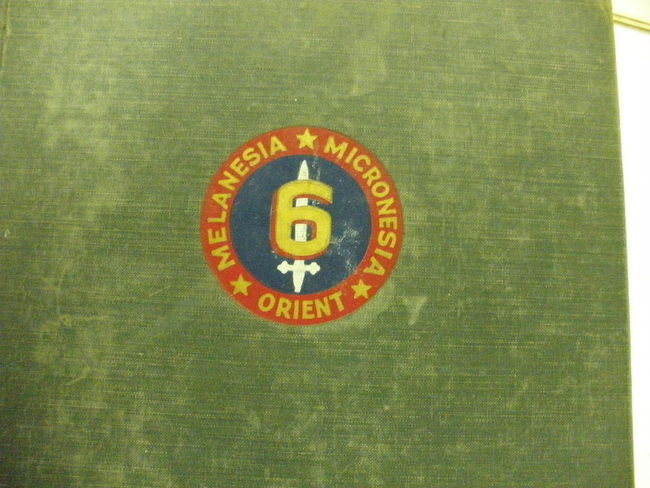 MELANESIA ★ MICRONESIA ★ ORIENT ★
6